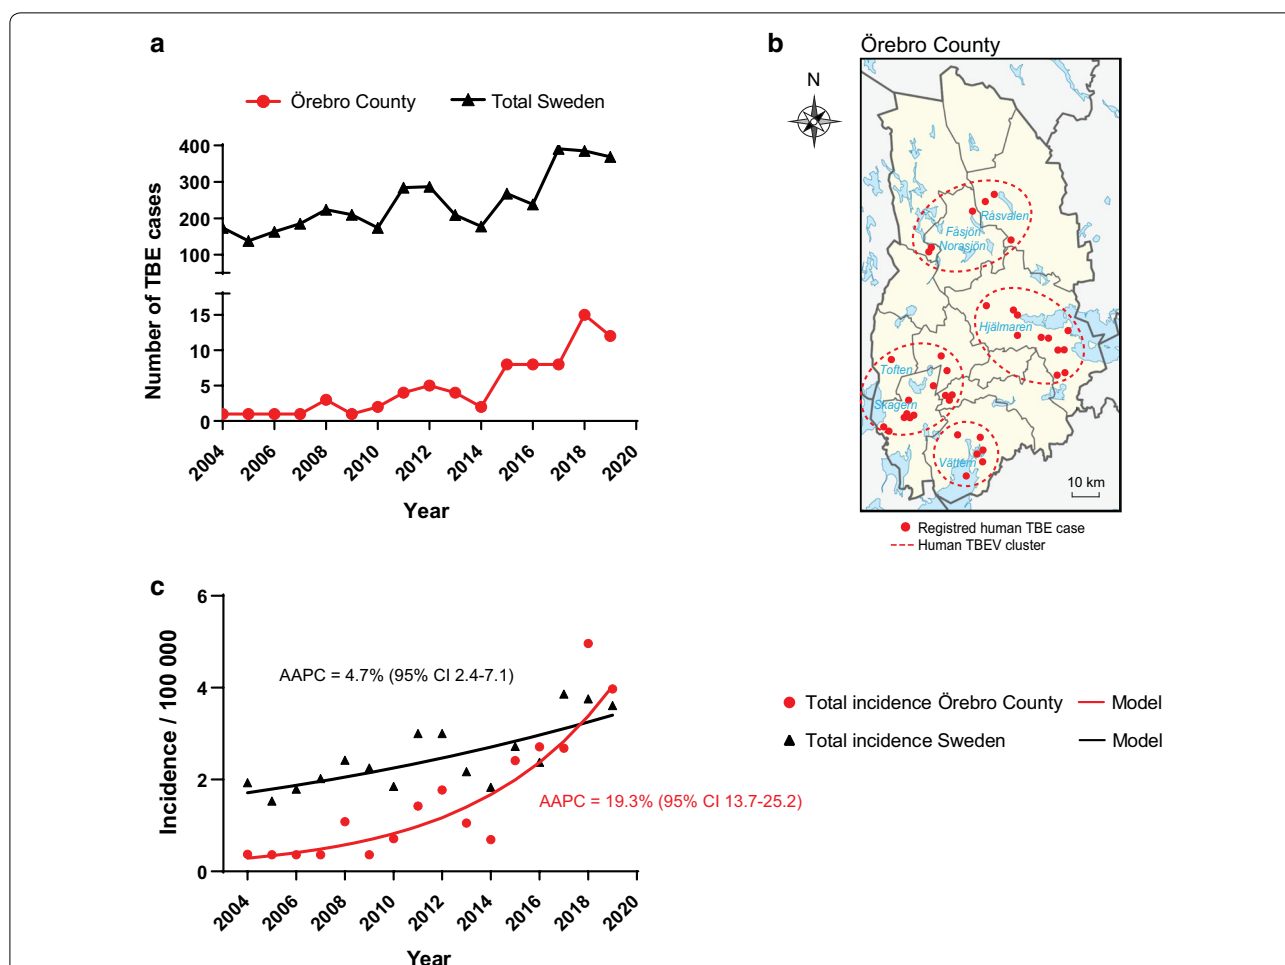 a
Örebro County
Total Sweden
Number of TBE cases
400
300
200
100
15
10
5
0
2004
2006
2008
2010
2012
2014
2016
2018
2020
Year
b
Örebro County
N
Råsvalen
Fåsjön
Norasjön
Hjälmaren
Toften
Skagern
Vättern
10 km
Registred human TBE case
Human TBEV cluster
c
Incidence / 100 000
6
4
2
0
AAPC = 4.7% (95% CI 2.4-7.1)
AAPC = 19.3% (95% CI 13.7-25.2)
2004
2006
2008
2010
2012
2014
2016
2018
2020
Year
Total incidence Örebro County
Model
Total incidence Sweden
Model